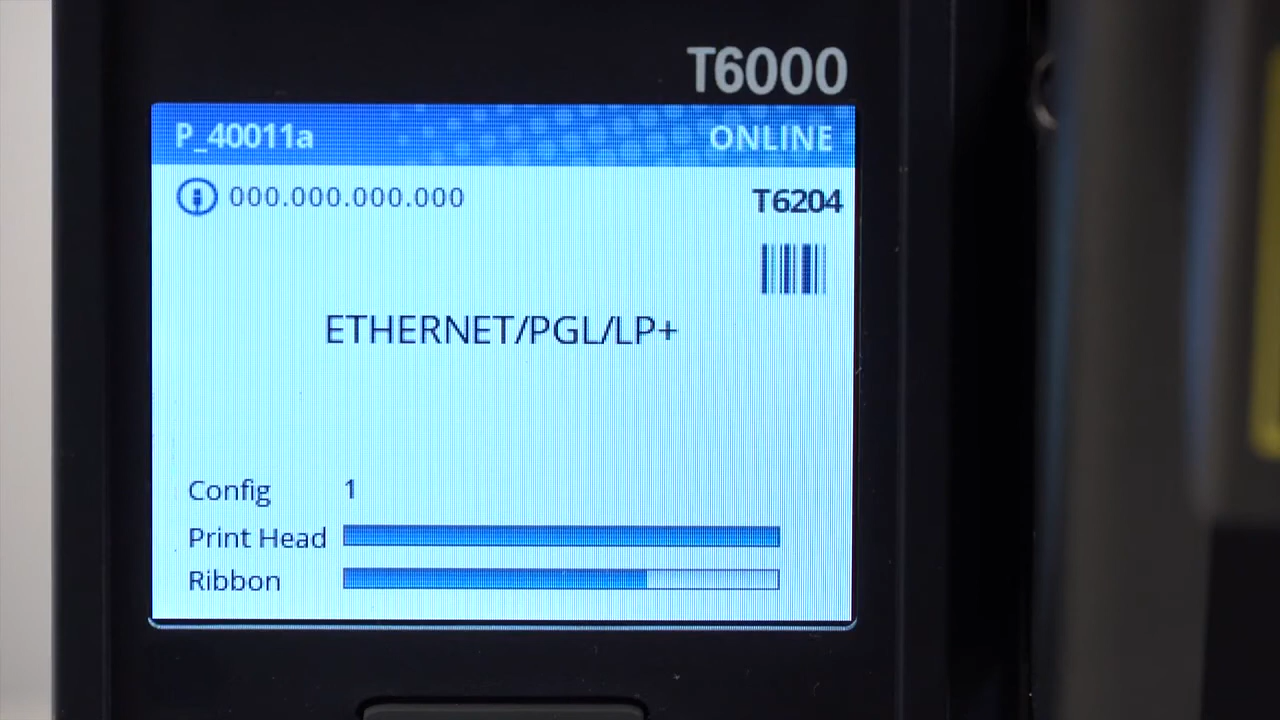 T6000
P_40011a ONLINE
000.000.000.000 T6204
ETHERNET/PGL/LP+
Config 1
Print Head
Ribbon